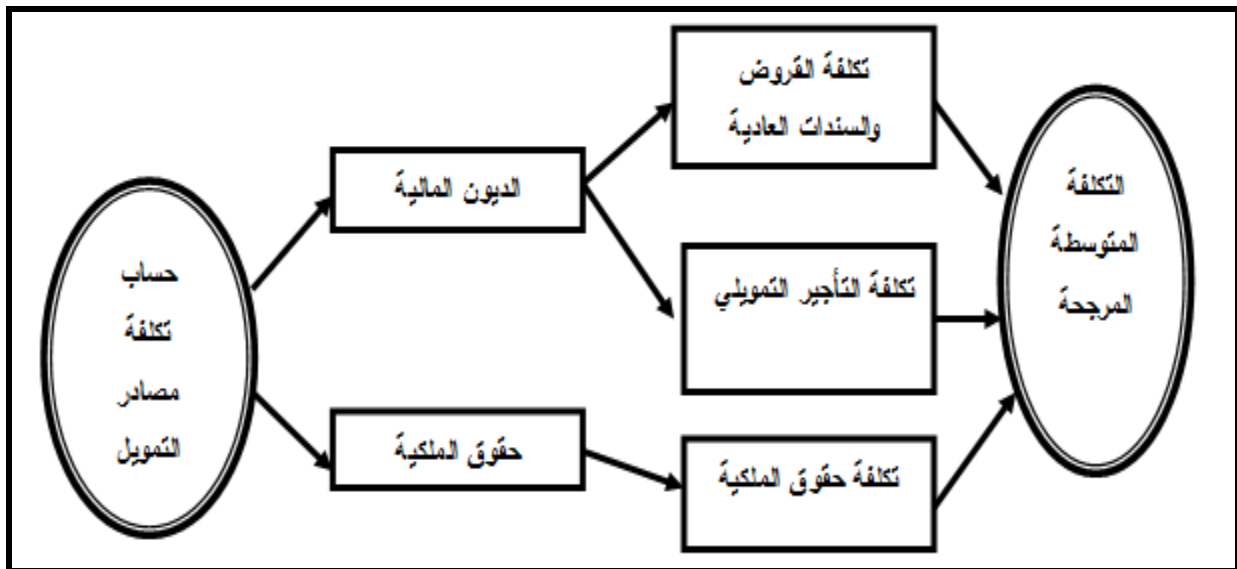 حساب
تكلفة
مصادر
التمويل
الديون المالية
حقوق الملكية
تكلفة القروض
والسندات العادية
تكلفة التأجير التمويلي
تكلفة حقوق الملكية
التكلفة
المتوسطة
المرجحة